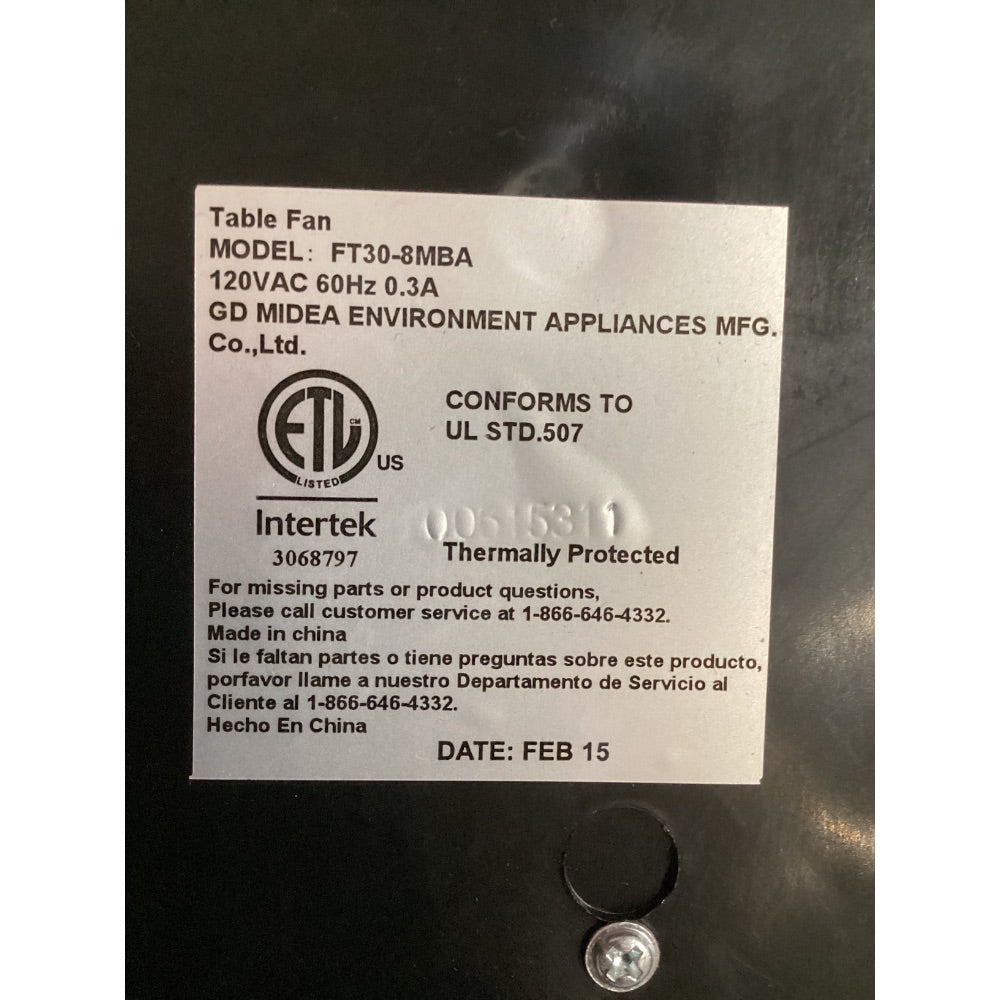 Table Fan
MODEL: FT30-8MBA
120VAC 60Hz 0.3A
GD MIDEA ENVIRONMENT APPLIANCES MFG.
Co.,Ltd.
ETL CM
LISTED
US
CONFORMS TO
UL STD.507
Intertek
3068797
Thermally Protected
For missing parts or product questions,
Please call customer service at 1-866-646-4332.
Made in china
Si le faltan partes o tiene preguntas sobre este producto,
porfavor llame a nuestro Departamento de Servicio al
Cliente al 1-866-646-4332.
Hecho En China
DATE: FEB 15